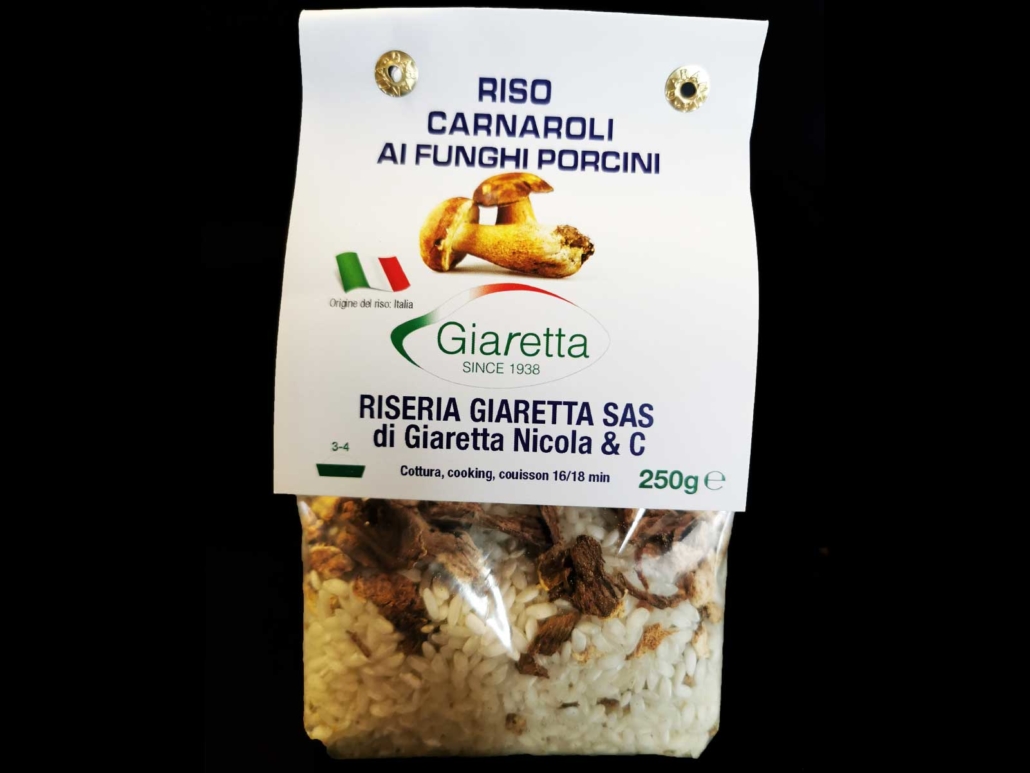 RISO
CARNAROLI
AI FUNGHI PORCINI
Origine del riso: Italia
Giaretta
SINCE 1938
RISERIA GIARETTA SAS
di Giaretta Nicola & C
3-4
Cottura, cooking, couisson 16/18 min
250g ℮